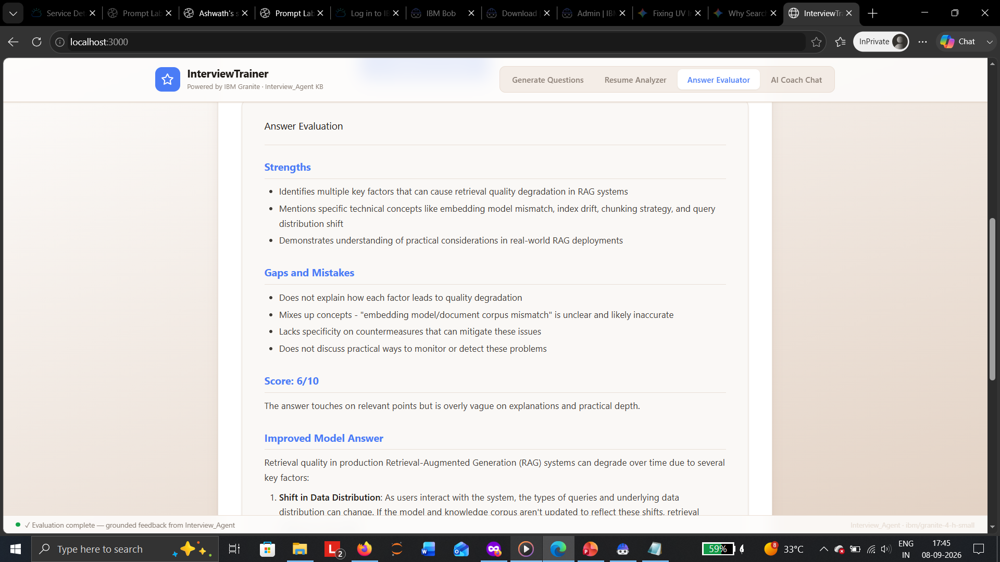 Service Det
Prompt Lab
Ashwath's s
Prompt Lab
Log in to IB
IBM Bob
Download
Admin | IB
Fixing UV I
Why Search
InterviewTr
localhost:3000
InPrivate
Chat
InterviewTrainer
Powered by IBM Granite · Interview_Agent KB
Generate Questions
Resume Analyzer
Answer Evaluator
AI Coach Chat
Answer Evaluation
Strengths
• Identifies multiple key factors that can cause retrieval quality degradation in RAG systems
• Mentions specific technical concepts like embedding model mismatch, index drift, chunking strategy, and query
distribution shift
• Demonstrates understanding of practical considerations in real-world RAG deployments
Gaps and Mistakes
• Does not explain how each factor leads to quality degradation
• Mixes up concepts - "embedding model/document corpus mismatch" is unclear and likely inaccurate
• Lacks specificity on countermeasures that can mitigate these issues
• Does not discuss practical ways to monitor or detect these problems
Score: 6/10
The answer touches on relevant points but is overly vague on explanations and practical depth.
Improved Model Answer
Retrieval quality in production Retrieval-Augmented Generation (RAG) systems can degrade over time due to several
key factors:
1. Shift in Data Distribution: As users interact with the system, the types of queries and underlying data
distribution can change. If the model and knowledge corpus aren't updated to reflect these shifts, retrieval
✓ Evaluation complete — grounded feedback from Interview_Agent
Interview_Agent · ibm/granite-4-h-small
Type here to search
2
59%
8
33°C
ENG
IN
17:45
08-09-2026